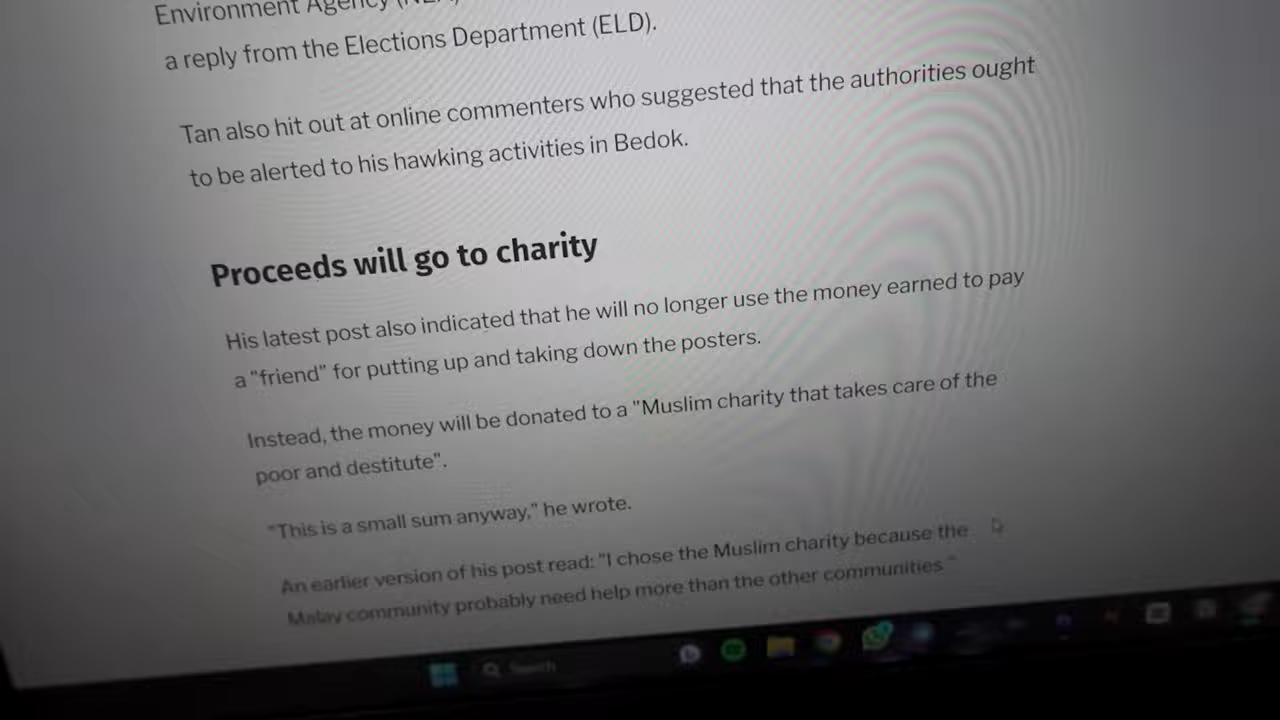 Environment Agency (NEA)
a reply from the Elections Department (ELD).
Tan also hit out at online commenters who suggested that the authorities ought
to be alerted to his hawking activities in Bedok.
Proceeds will go to charity
His latest post also indicated that he will no longer use the money earned to pay
a "friend" for putting up and taking down the posters.
Instead, the money will be donated to a "Muslim charity that takes care of the
poor and destitute".
"This is a small sum anyway," he wrote.
An earlier version of his post read: "I chose the Muslim charity because the
Malay community probably need help more than the other communities."
Search